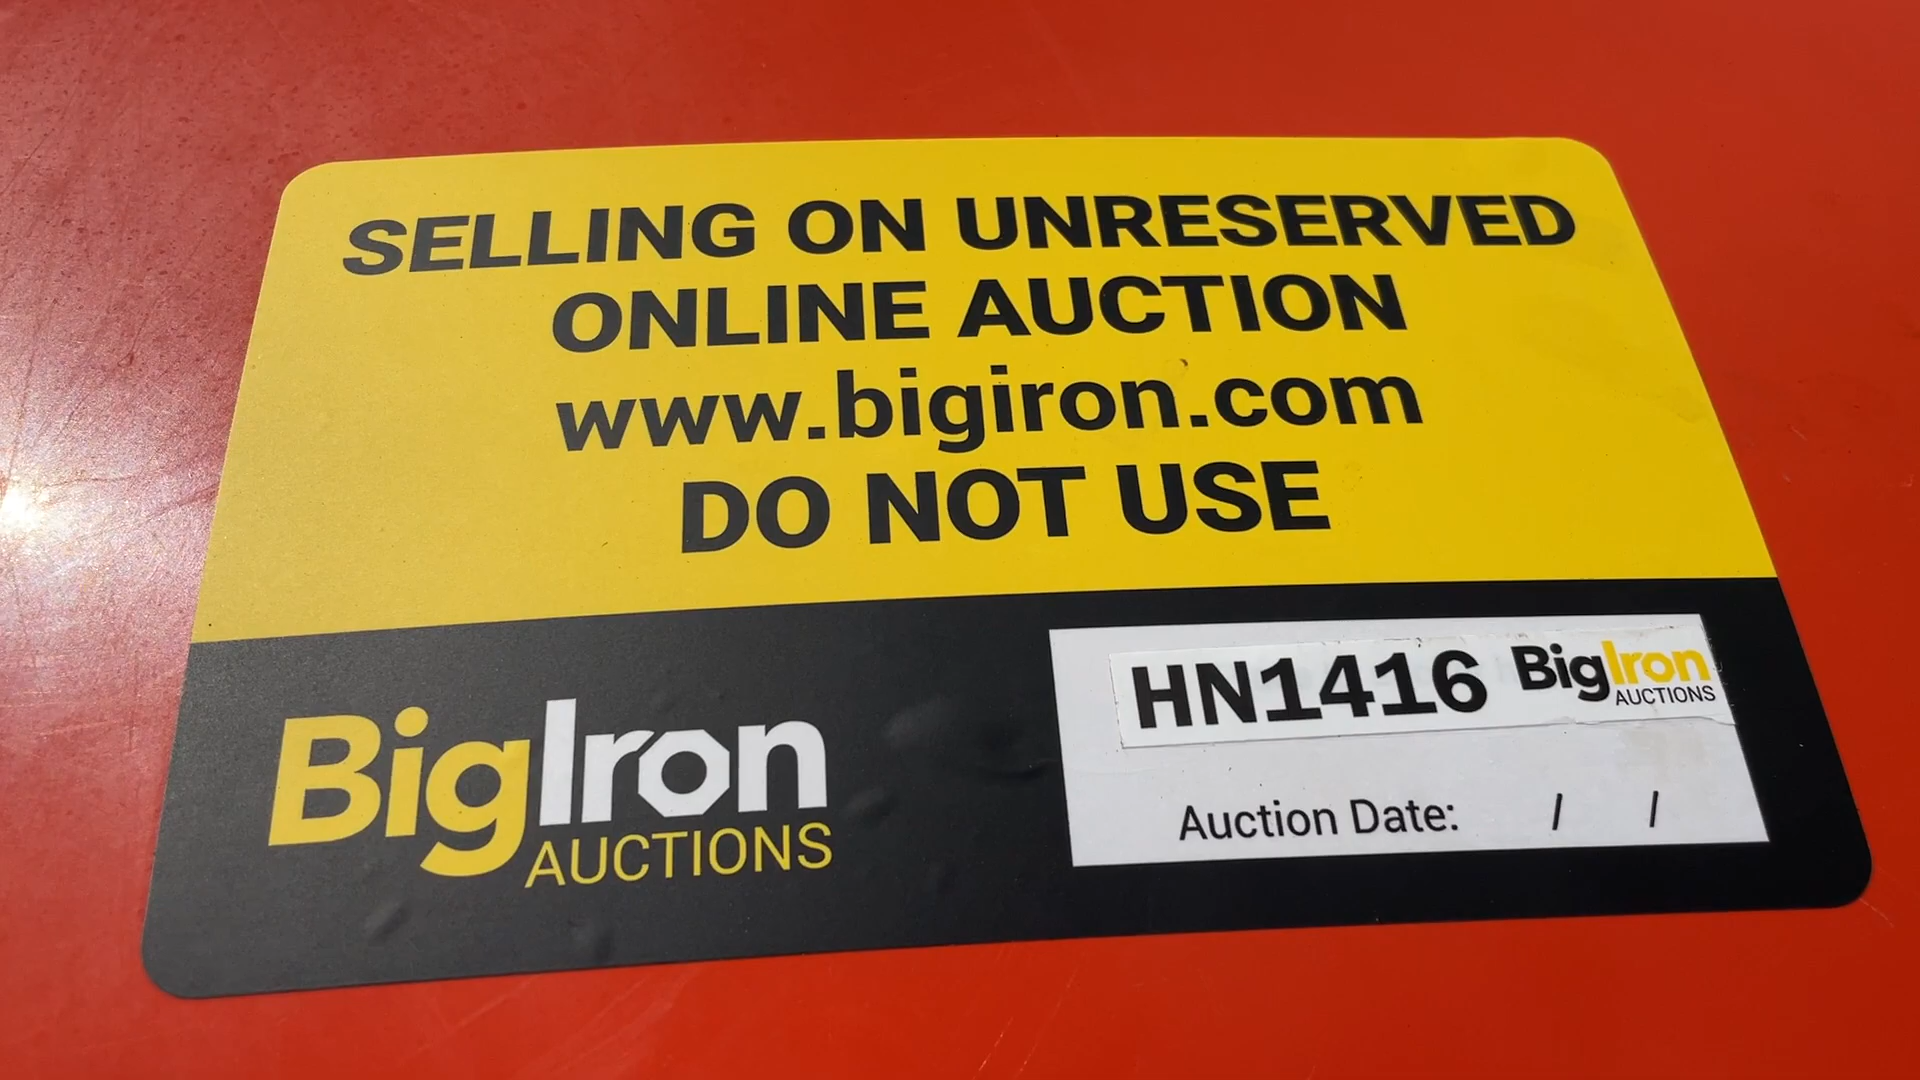 SELLING ON UNRESERVED
ONLINE AUCTION
www.bigiron.com
DO NOT USE
BigIron
AUCTIONS
HN1416 BigIron
AUCTIONS
Auction Date: / /